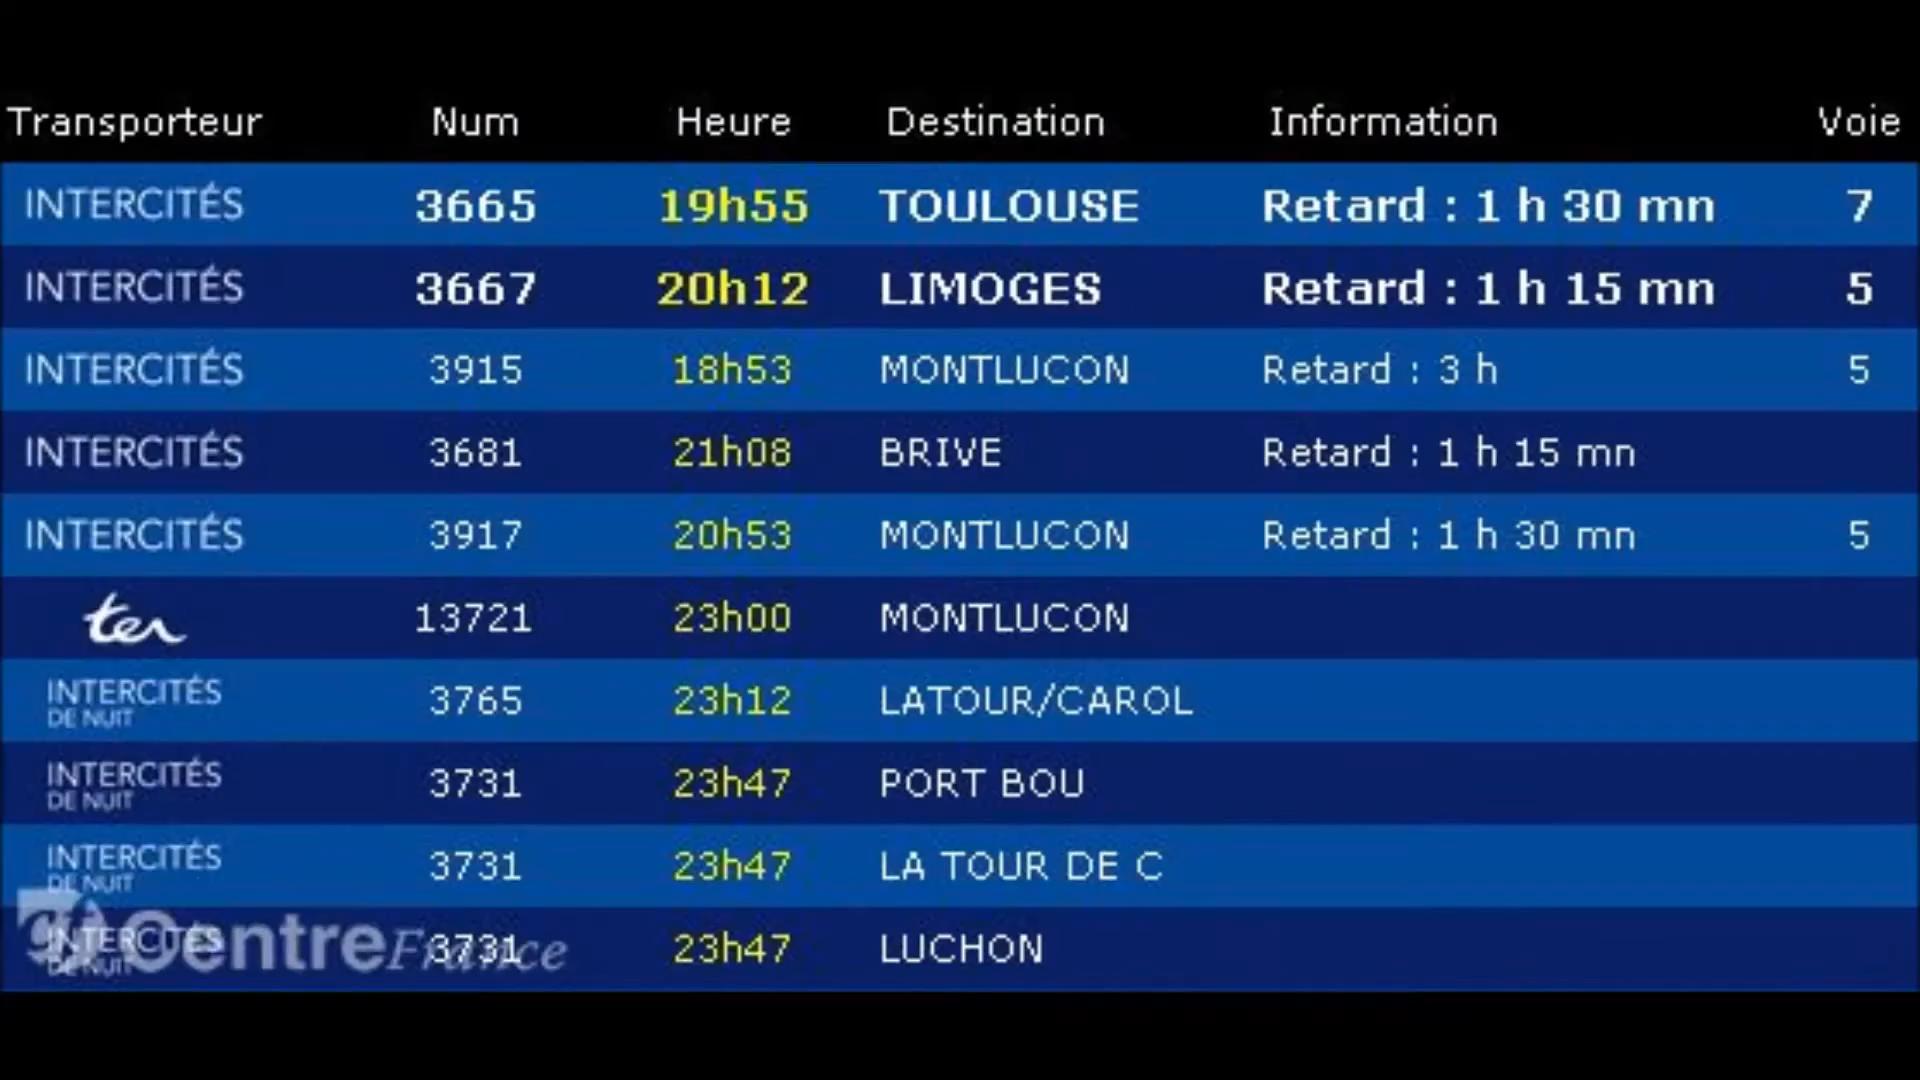 Transporteur Num Heure Destination Information Voie
INTERCITÉS 3665 19h55 TOULOUSE Retard : 1 h 30 mn 7
INTERCITÉS 3667 20h12 LIMOGES Retard : 1 h 15 mn 5
INTERCITÉS 3915 18h53 MONTLUCON Retard : 3 h 5
INTERCITÉS 3681 21h08 BRIVE Retard : 1 h 15 mn
INTERCITÉS 3917 20h53 MONTLUCON Retard : 1 h 30 mn 5
ter 13721 23h00 MONTLUCON
INTERCITÉS DE NUIT 3765 23h12 LATOUR/CAROL
INTERCITÉS DE NUIT 3731 23h47 PORT BOU
INTERCITÉS DE NUIT 3731 23h47 LA TOUR DE C
INTERCITÉS DE NUIT 3731 23h47 LUCHON
Centre France